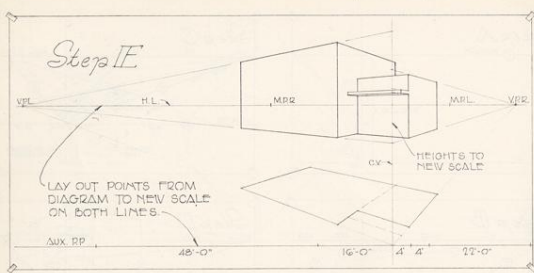 Step IE
V.P.L.
H.L.
M.P.R.
M.P.L.
V.P.R.
C.V.
HEIGHTS TO
NEW SCALE
LAY OUT POINTS FROM
DIAGRAM TO NEW SCALE
ON BOTH LINES.
AUX. P.P.
48'-0"
16'-0"
4'
4'
22'-0"